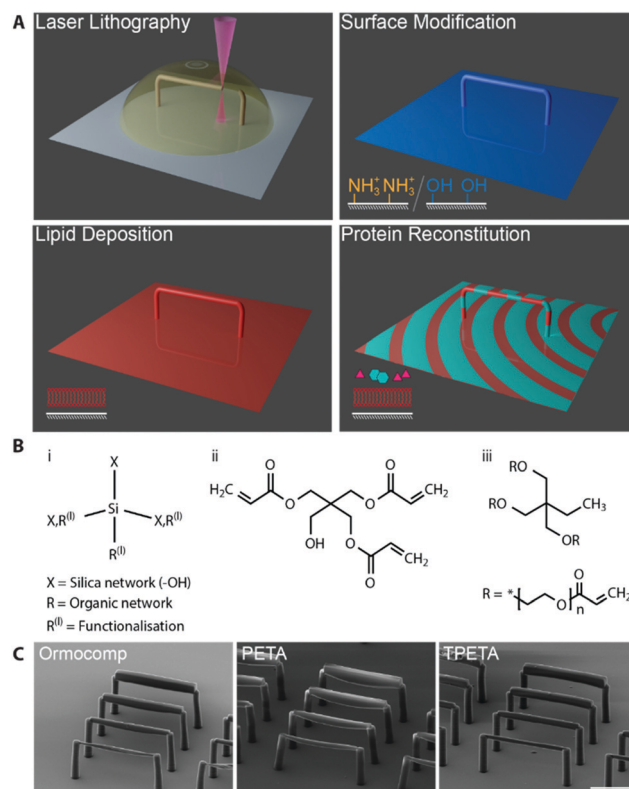 A
Laser Lithography
Surface Modification
NH₃⁺ NH₃⁺ / OH OH
Lipid Deposition
Protein Reconstitution
B
i
X
Si
X,R⁽ᴵ⁾
X,R⁽ᴵ⁾
R⁽ᴵ⁾
X = Silica network (-OH)
R = Organic network
R⁽ᴵ⁾ = Functionalisation
ii
O
O
H₂C
O
O
CH₂
OH
O
CH₂
O
iii
RO
RO
CH₃
OR
O
R = *
O
CH₂
n
C
Ormocomp
PETA
TPETA